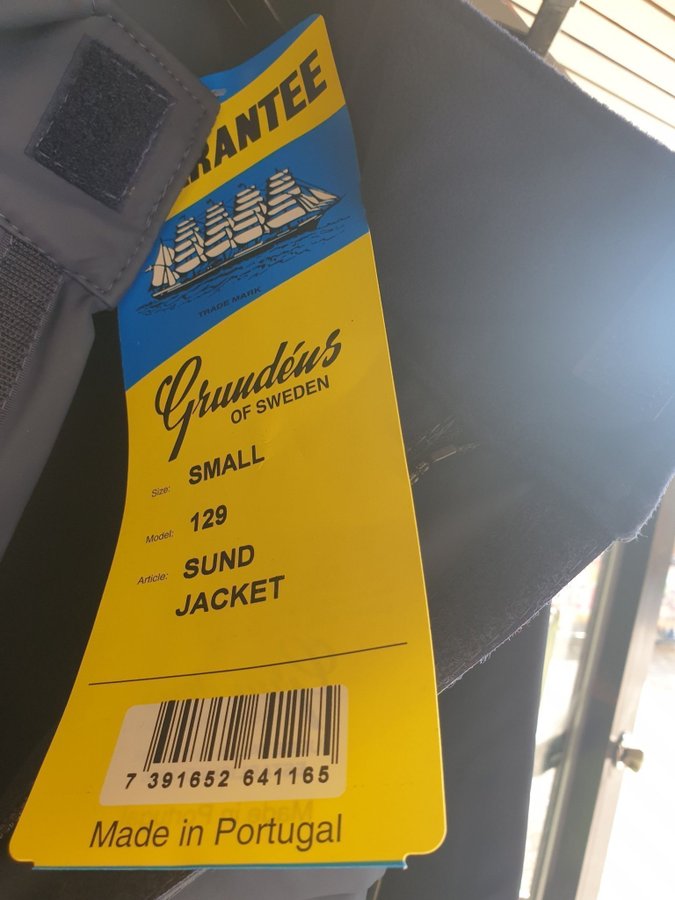 RANTEE
TRADE MARK
Grundéns
OF SWEDEN
Size: SMALL
Model: 129
Article: SUND
JACKET
7 391652 641165
Made in Portugal